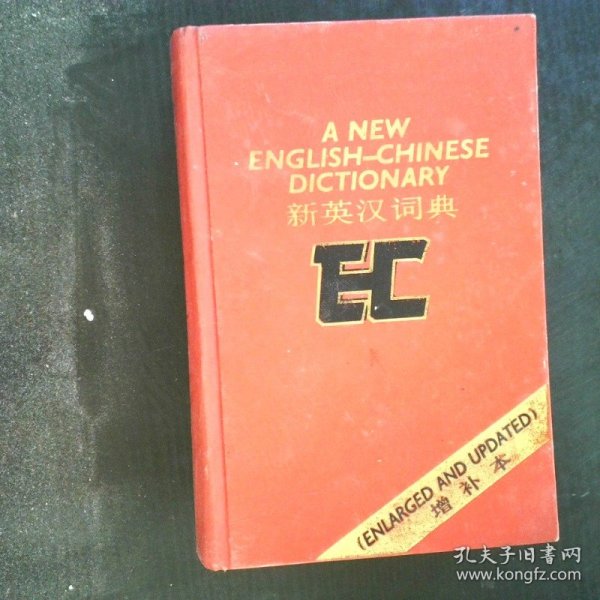 A NEW
ENGLISH-CHINESE
DICTIONARY
新英汉词典
EC
(ENLARGED AND UPDATED)
增补本
孔夫子旧书网
www.kongfz.com